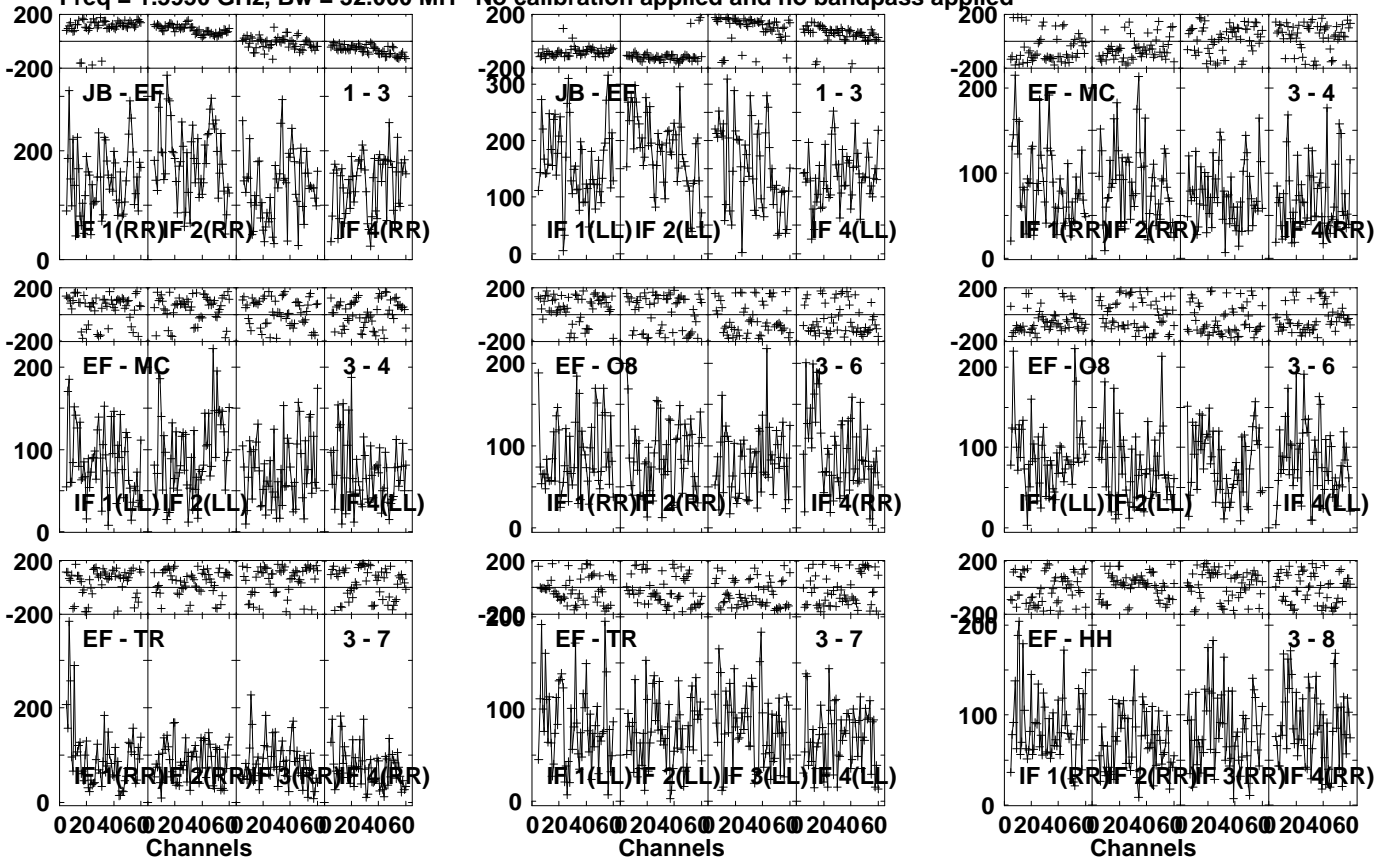 No calibration applied and no bandpass applied
200
-200
JB - EF 1 - 3
200
IF 1(RR) IF 2(RR) IF 4(RR)
0
200
-200
300
JB - EF 1 - 3
200
100
IF 1(LL) IF 2(LL) IF 4(LL)
0
200
-200
200
EF - MC 3 - 4
100
IF 1(RR) IF 2(RR) IF 4(RR)
0
200
-200
200
EF - MC 3 - 4
100
IF 1(LL) IF 2(LL) IF 4(LL)
0
200
-200
200
EF - O8 3 - 6
100
IF 1(RR) IF 2(RR) IF 4(RR)
0
200
-200
200
EF - O8 3 - 6
100
IF 1(LL) IF 2(LL) IF 4(LL)
0
200
-200
EF - TR 3 - 7
200
IF 1(RR) IF 2(RR) IF 3(RR) IF 4(RR)
0
0 20 40 60 0 20 40 60 0 20 40 60 0 20 40 60
Channels
200
-200
200
EF - TR 3 - 7
100
IF 1(LL) IF 2(LL) IF 3(LL) IF 4(LL)
0
0 20 40 60 0 20 40 60 0 20 40 60 0 20 40 60
Channels
200
-200
200
EF - HH 3 - 8
100
IF 1(RR) IF 2(RR) IF 3(RR) IF 4(RR)
0
0 20 40 60 0 20 40 60 0 20 40 60 0 20 40 60
Channels